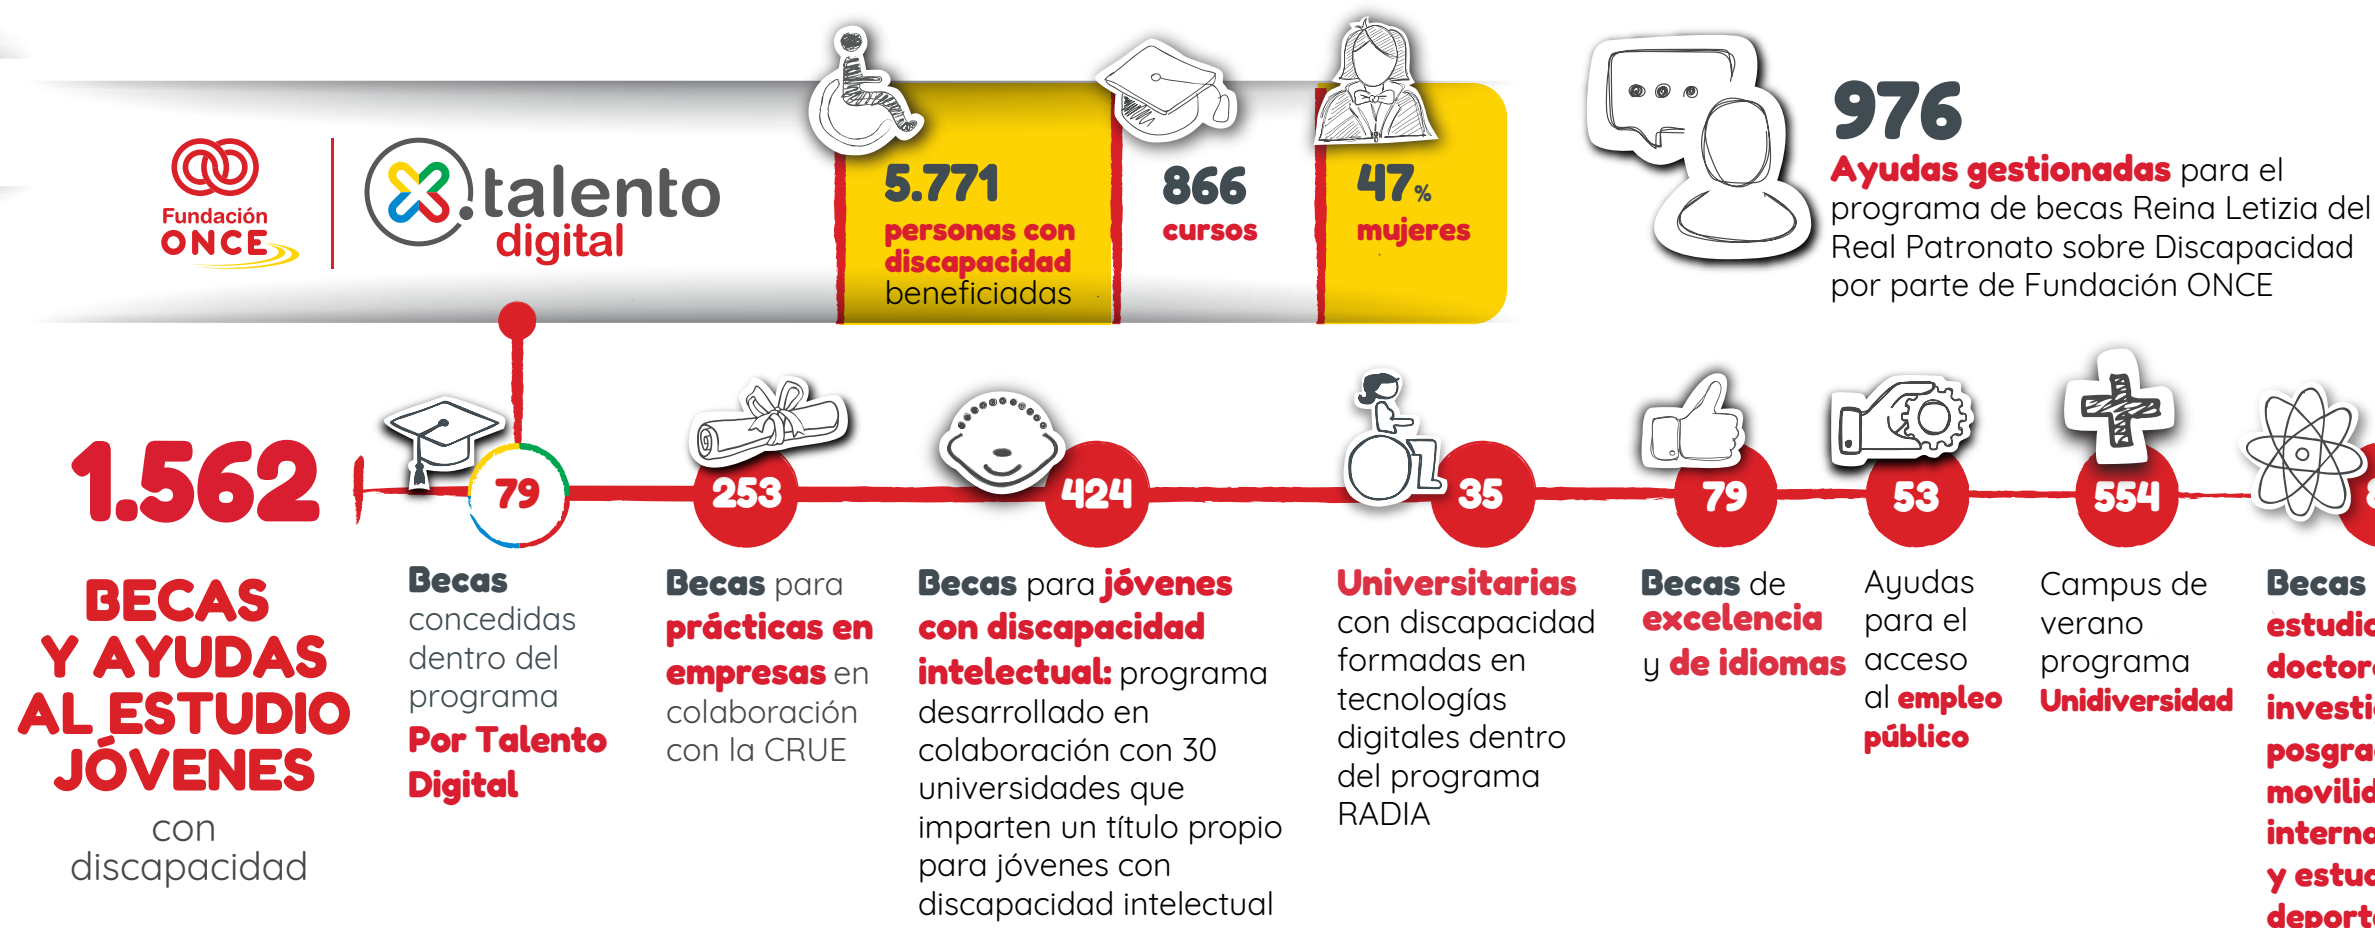 Fundación
ONCE
talento
digital
5.771
personas con
discapacidad
beneficiadas
866
cursos
47%
mujeres
976
Ayudas gestionadas para el
programa de becas Reina Letizia del
Real Patronato sobre Discapacidad
por parte de Fundación ONCE
1.562
BECAS
Y AYUDAS
AL ESTUDIO
JÓVENES
con
discapacidad
79
Becas
concedidas
dentro del
programa
Por Talento
Digital
253
Becas para
prácticas en
empresas en
colaboración
con la CRUE
424
Becas para jóvenes
con discapacidad
intelectual: programa
desarrollado en
colaboración con 30
universidades que
imparten un título propio
para jóvenes con
discapacidad intelectual
35
Universitarias
con discapacidad
formadas en
tecnologías
digitales dentro
del programa
RADIA
79
Becas de
excelencia
y de idiomas
53
Ayudas
para el
acceso
al empleo
público
554
Campus de
verano
programa
Unidiversidad
Becas